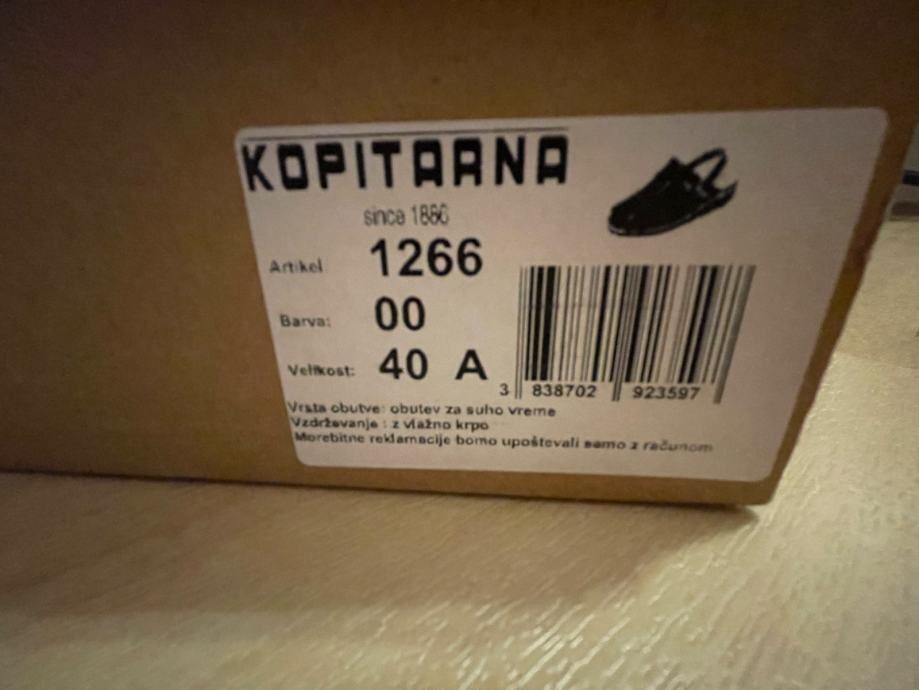 KOPITARNA
since 1886
Artikel 1266
Barva: 00
Velikost: 40 A
3 838702 923597
Vrsta obutve: obutev za suho vreme
Vzdrževanje : z vlažno krpo
Morebitne reklamacije bomo upoštevali samo z računom